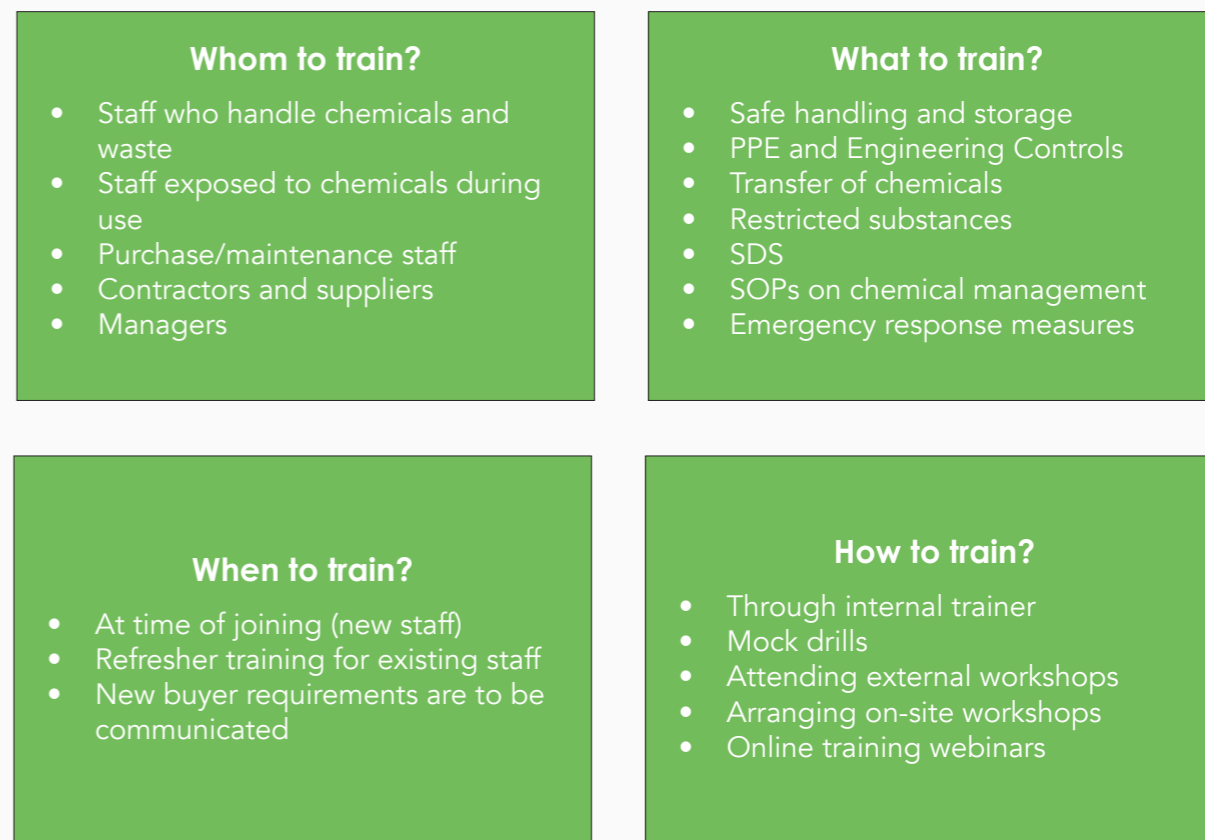 Whom to train?
• Staff who handle chemicals and
waste
• Staff exposed to chemicals during
use
• Purchase/maintenance staff
• Contractors and suppliers
• Managers
What to train?
• Safe handling and storage
• PPE and Engineering Controls
• Transfer of chemicals
• Restricted substances
• SDS
• SOPs on chemical management
• Emergency response measures
When to train?
• At time of joining (new staff)
• Refresher training for existing staff
• New buyer requirements are to be
communicated
How to train?
• Through internal trainer
• Mock drills
• Attending external workshops
• Arranging on-site workshops
• Online training webinars